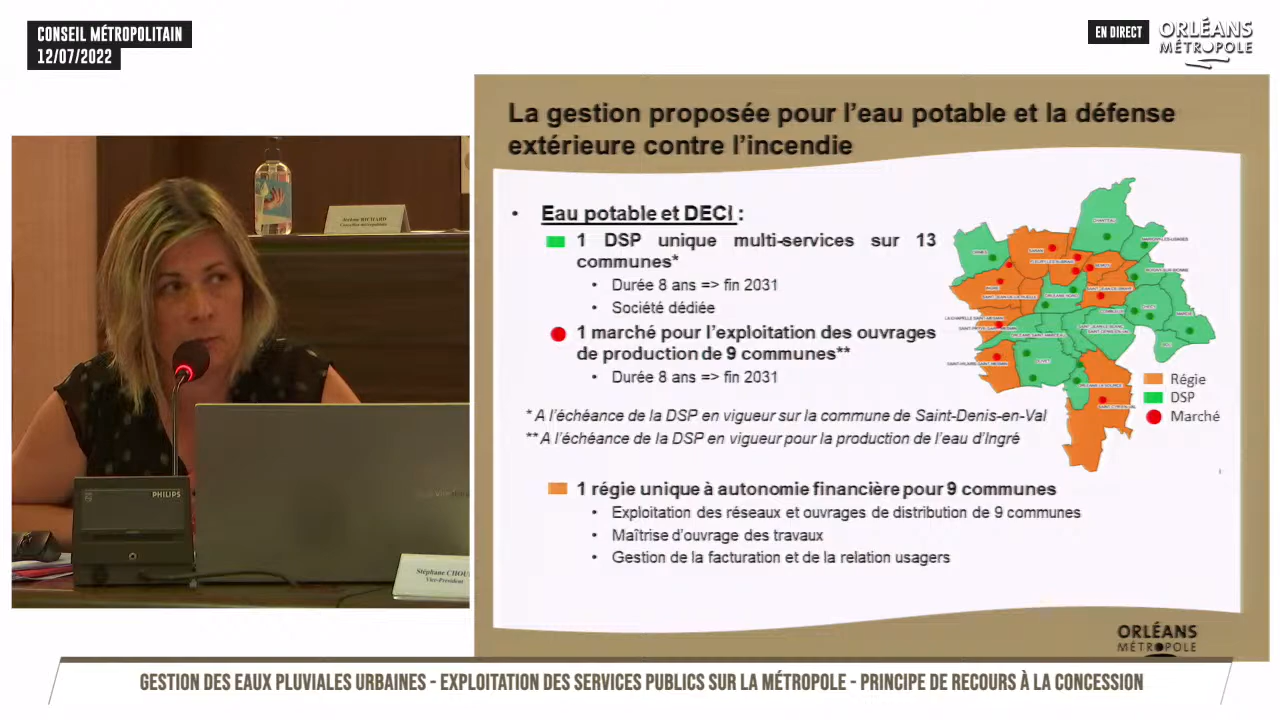 CONSEIL MÉTROPOLITAIN
12/07/2022
EN DIRECT
ORLÉANS
MÉTROPOLE
La gestion proposée pour l'eau potable et la défense
extérieure contre l'incendie
• Eau potable et DECI :
1 DSP unique multi-services sur 13
communes*
• Durée 8 ans => fin 2031
• Société dédiée
1 marché pour l'exploitation des ouvrages
de production de 9 communes**
• Durée 8 ans => fin 2031
* A l'échéance de la DSP en vigueur sur la commune de Saint-Denis-en-Val
** A l'échéance de la DSP en vigueur pour la production de l'eau d'Ingré
1 régie unique à autonomie financière pour 9 communes
• Exploitation des réseaux et ouvrages de distribution de 9 communes
• Maîtrise d'ouvrage des travaux
• Gestion de la facturation et de la relation usagers
Régie
DSP
Marché
ORLÉANS
MÉTROPOLE
Jérôme RICHARD
Conseiller métropolitain
PHILIPS
Stéphane
Vice-Président
GESTION DES EAUX PLUVIALES URBAINES - EXPLOITATION DES SERVICES PUBLICS SUR LA MÉTROPOLE - PRINCIPE DE RECOURS À LA CONCESSION